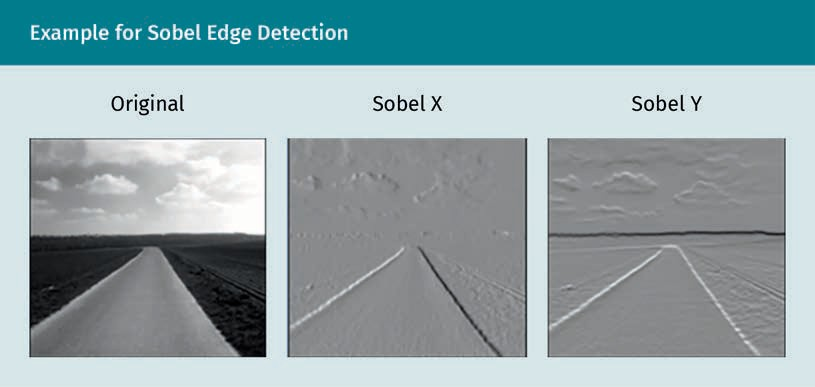 Example for Sobel Edge Detection
Original
Sobel X
Sobel Y